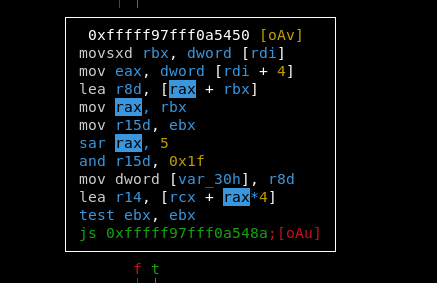 0xfffff97fff0a5450 [oAv]
movsxd rbx, dword [rdi]
mov eax, dword [rdi + 4]
lea r8d, [rax + rbx]
mov rax, rbx
mov r15d, ebx
sar rax, 5
and r15d, 0x1f
mov dword [var_30h], r8d
lea r14, [rcx + rax*4]
test ebx, ebx
js 0xfffff97fff0a548a;[oAu]
f t